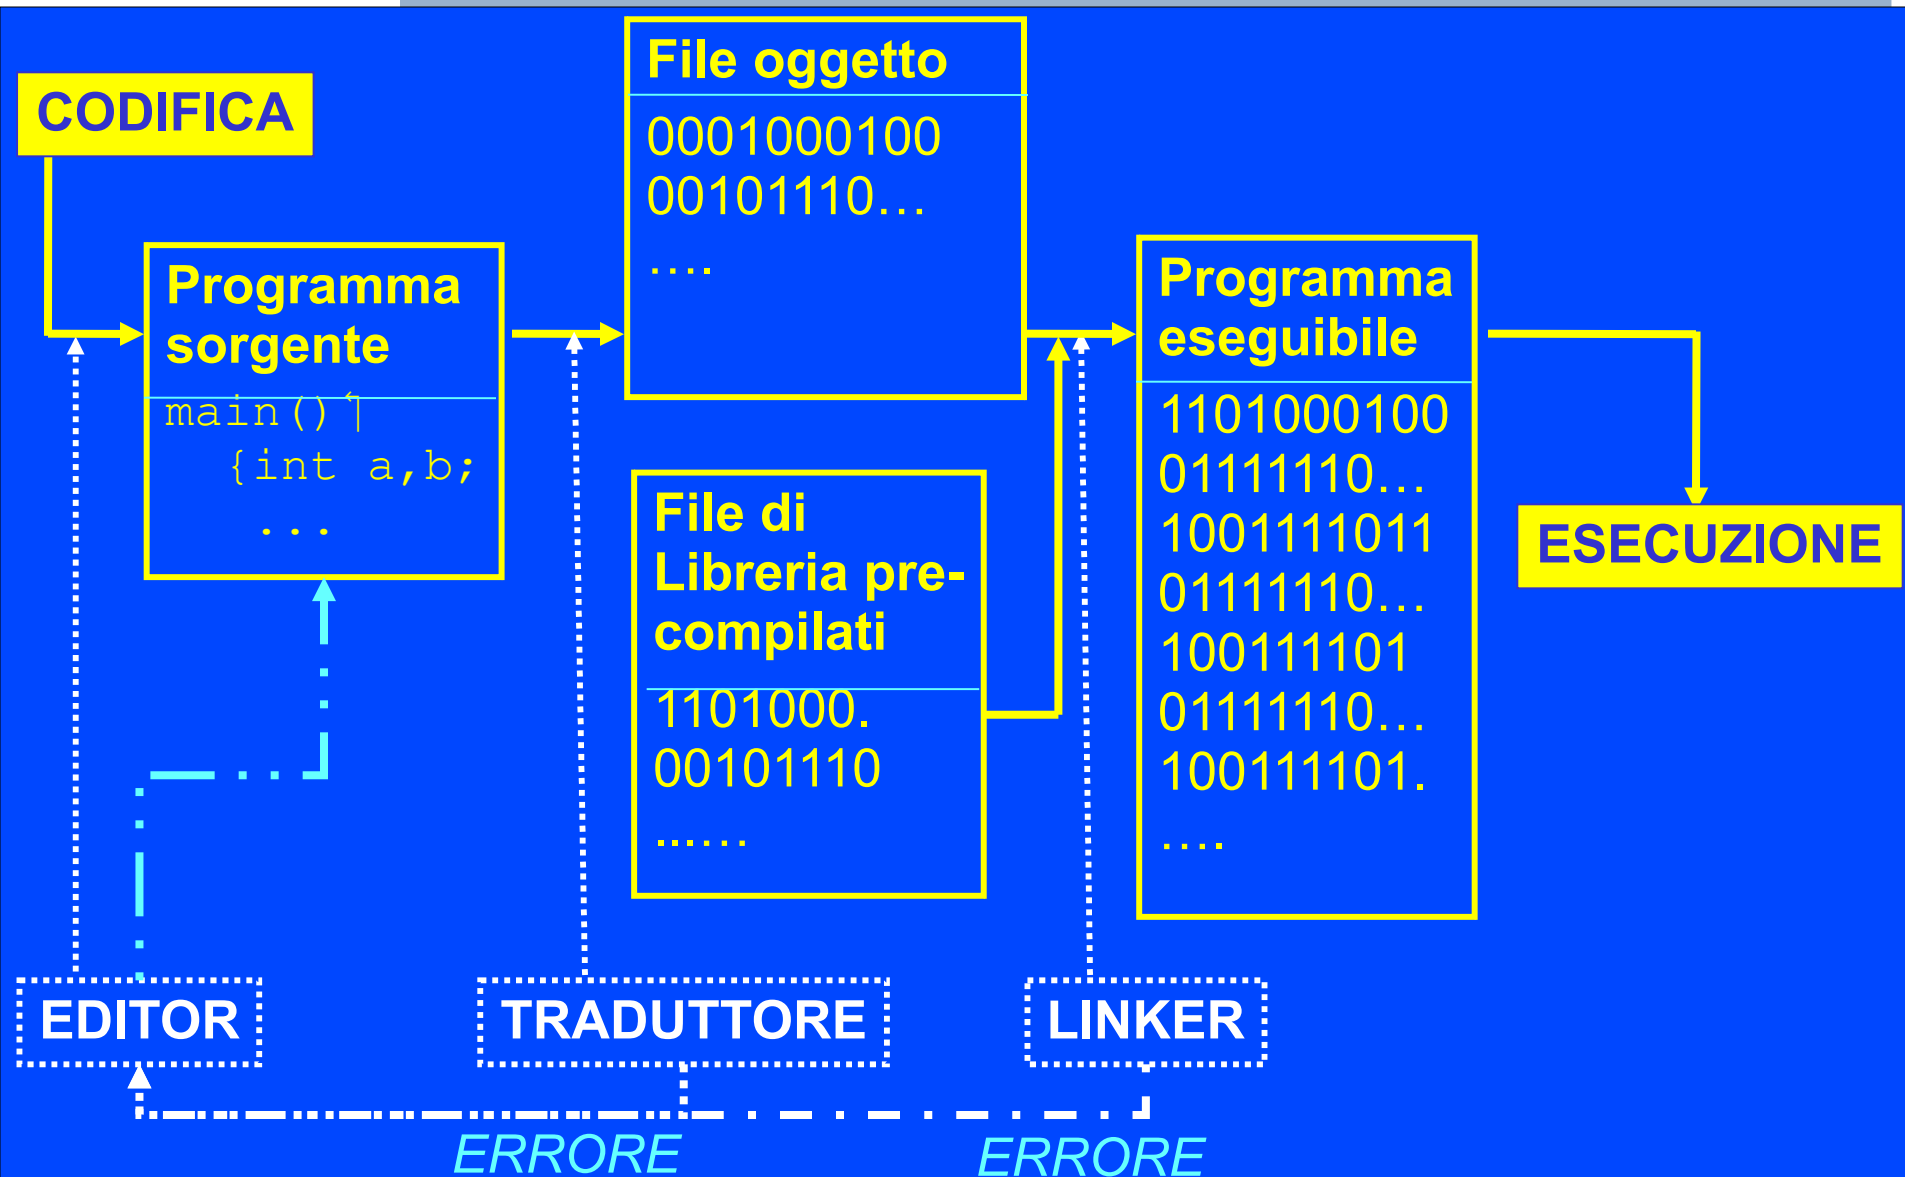 CODIFICA
Programma
sorgente
main()
{int a,b;
...
File oggetto
0001000100
00101110...
....
File di
Libreria pre-
compilati
1101000.
00101110
......
Programma
eseguibile
1101000100
01111110...
1001111011
01111110...
100111101
01111110...
100111101.
....
ESECUZIONE
EDITOR
TRADUTTORE
LINKER
ERRORE
ERRORE